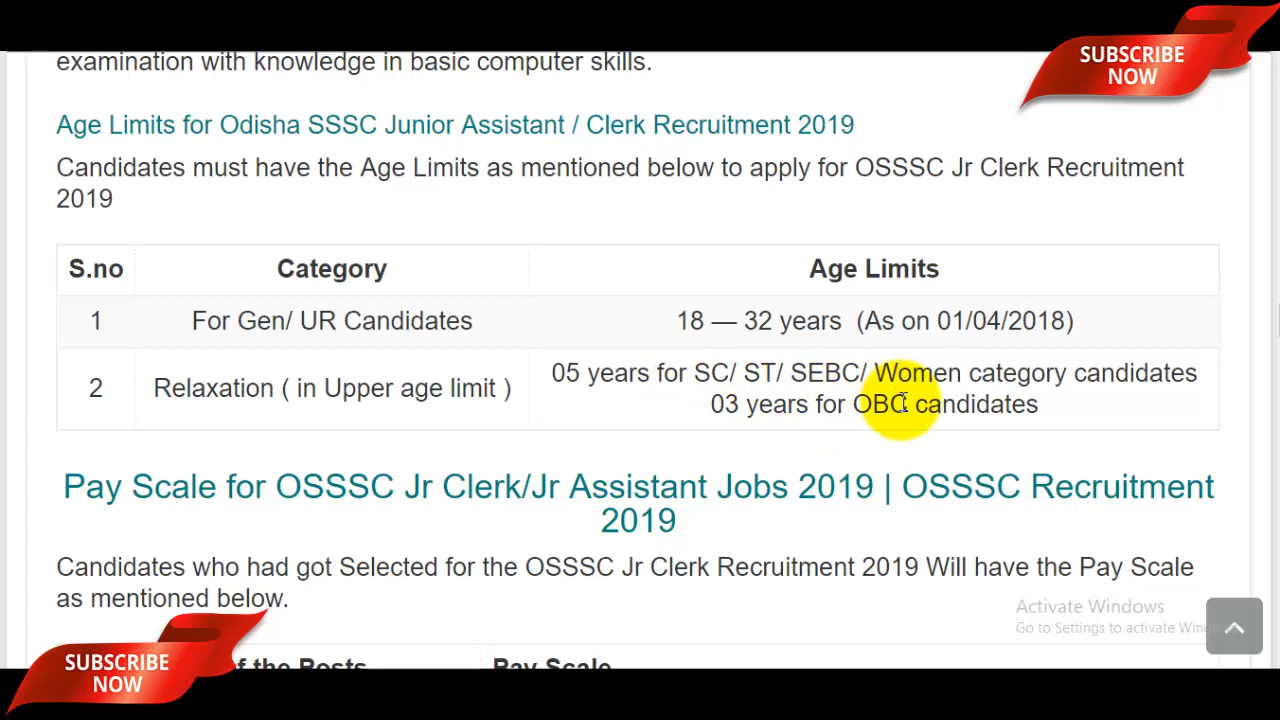 SUBSCRIBE
NOW
examination with knowledge in basic computer skills.
Age Limits for Odisha SSSC Junior Assistant / Clerk Recruitment 2019
Candidates must have the Age Limits as mentioned below to apply for OSSSC Jr Clerk Recruitment
2019
S.no Category Age Limits
1 For Gen/ UR Candidates 18 — 32 years (As on 01/04/2018)
2 Relaxation ( in Upper age limit ) 05 years for SC/ ST/ SEBC/ Women category candidates
03 years for OBC candidates
Pay Scale for OSSSC Jr Clerk/Jr Assistant Jobs 2019 | OSSSC Recruitment
2019
Candidates who had got Selected for the OSSSC Jr Clerk Recruitment 2019 Will have the Pay Scale
as mentioned below.
Activate Windows
Go to Settings to activate
of the Posts Pay Scale
SUBSCRIBE
NOW